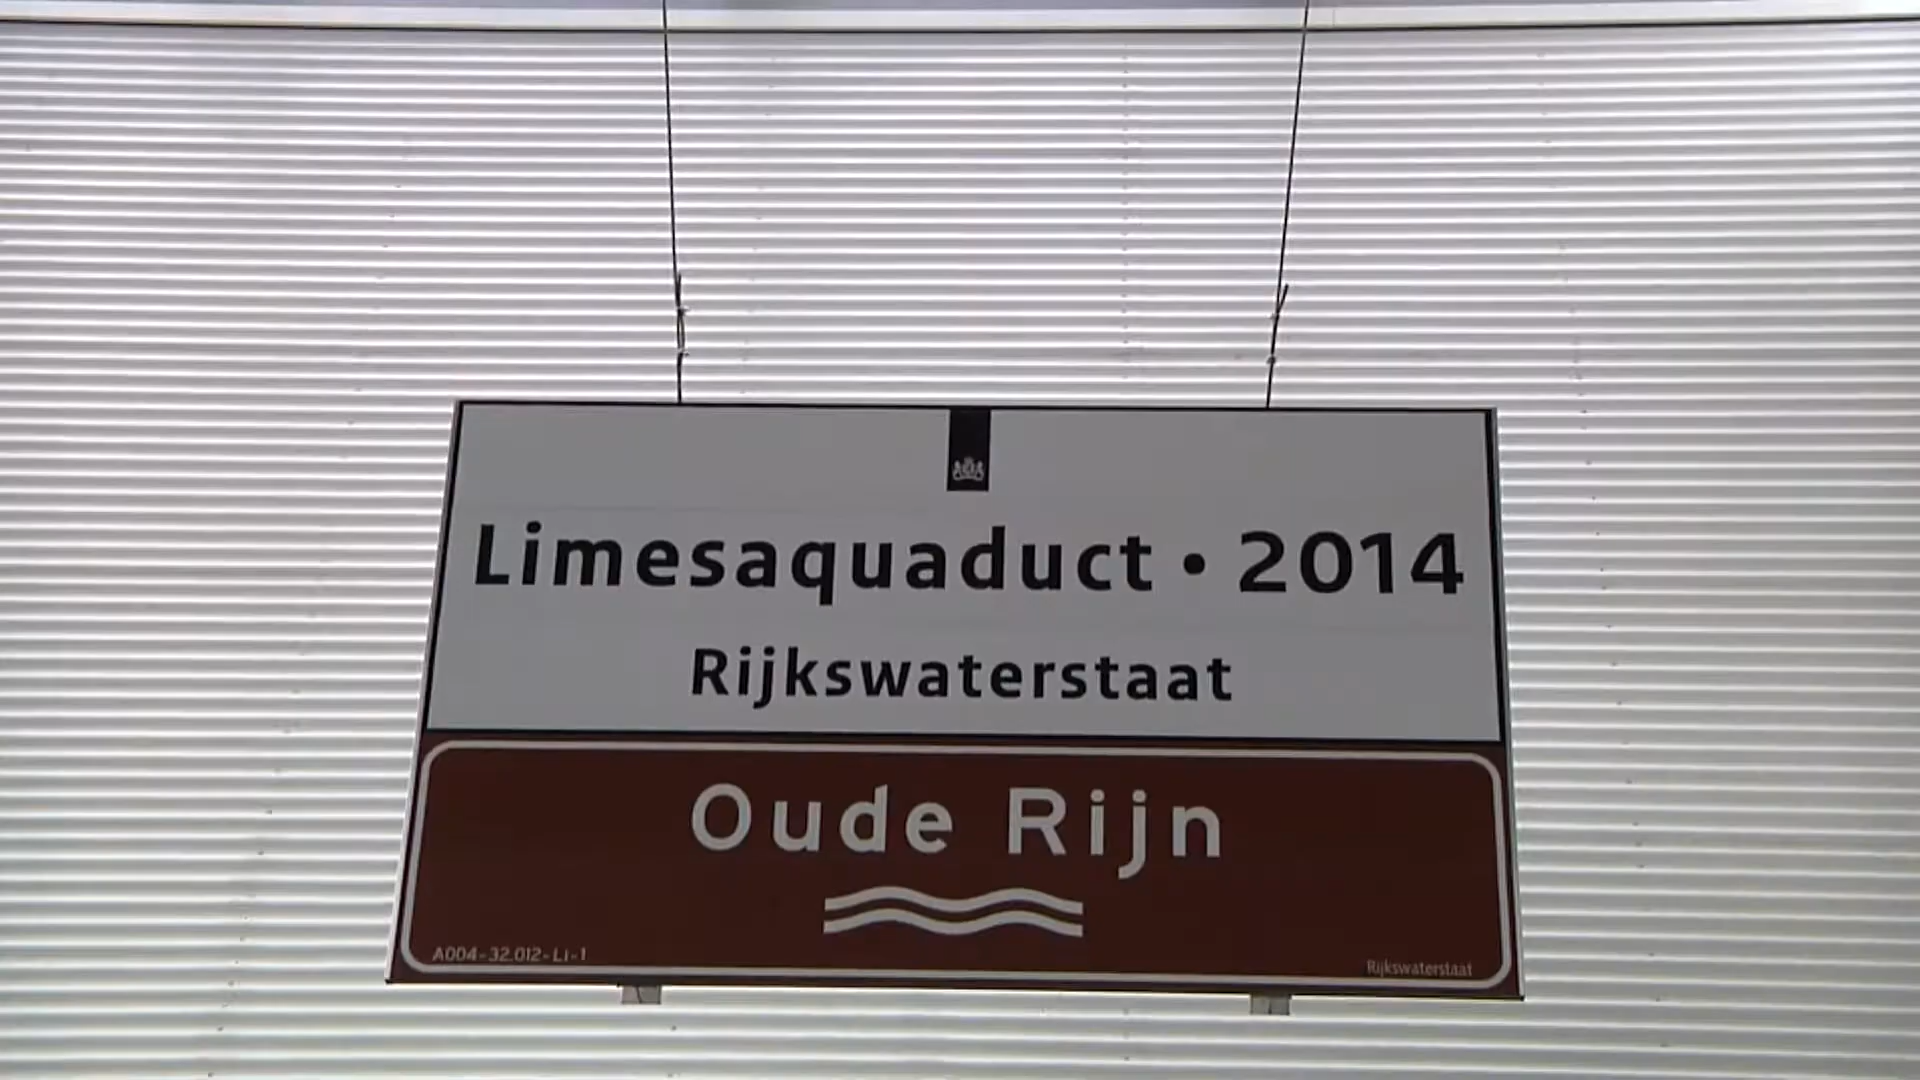 Limesaquaduct • 2014
Rijkswaterstaat
Oude Rijn
A004-32.012-Li-1
Rijkswaterstaat